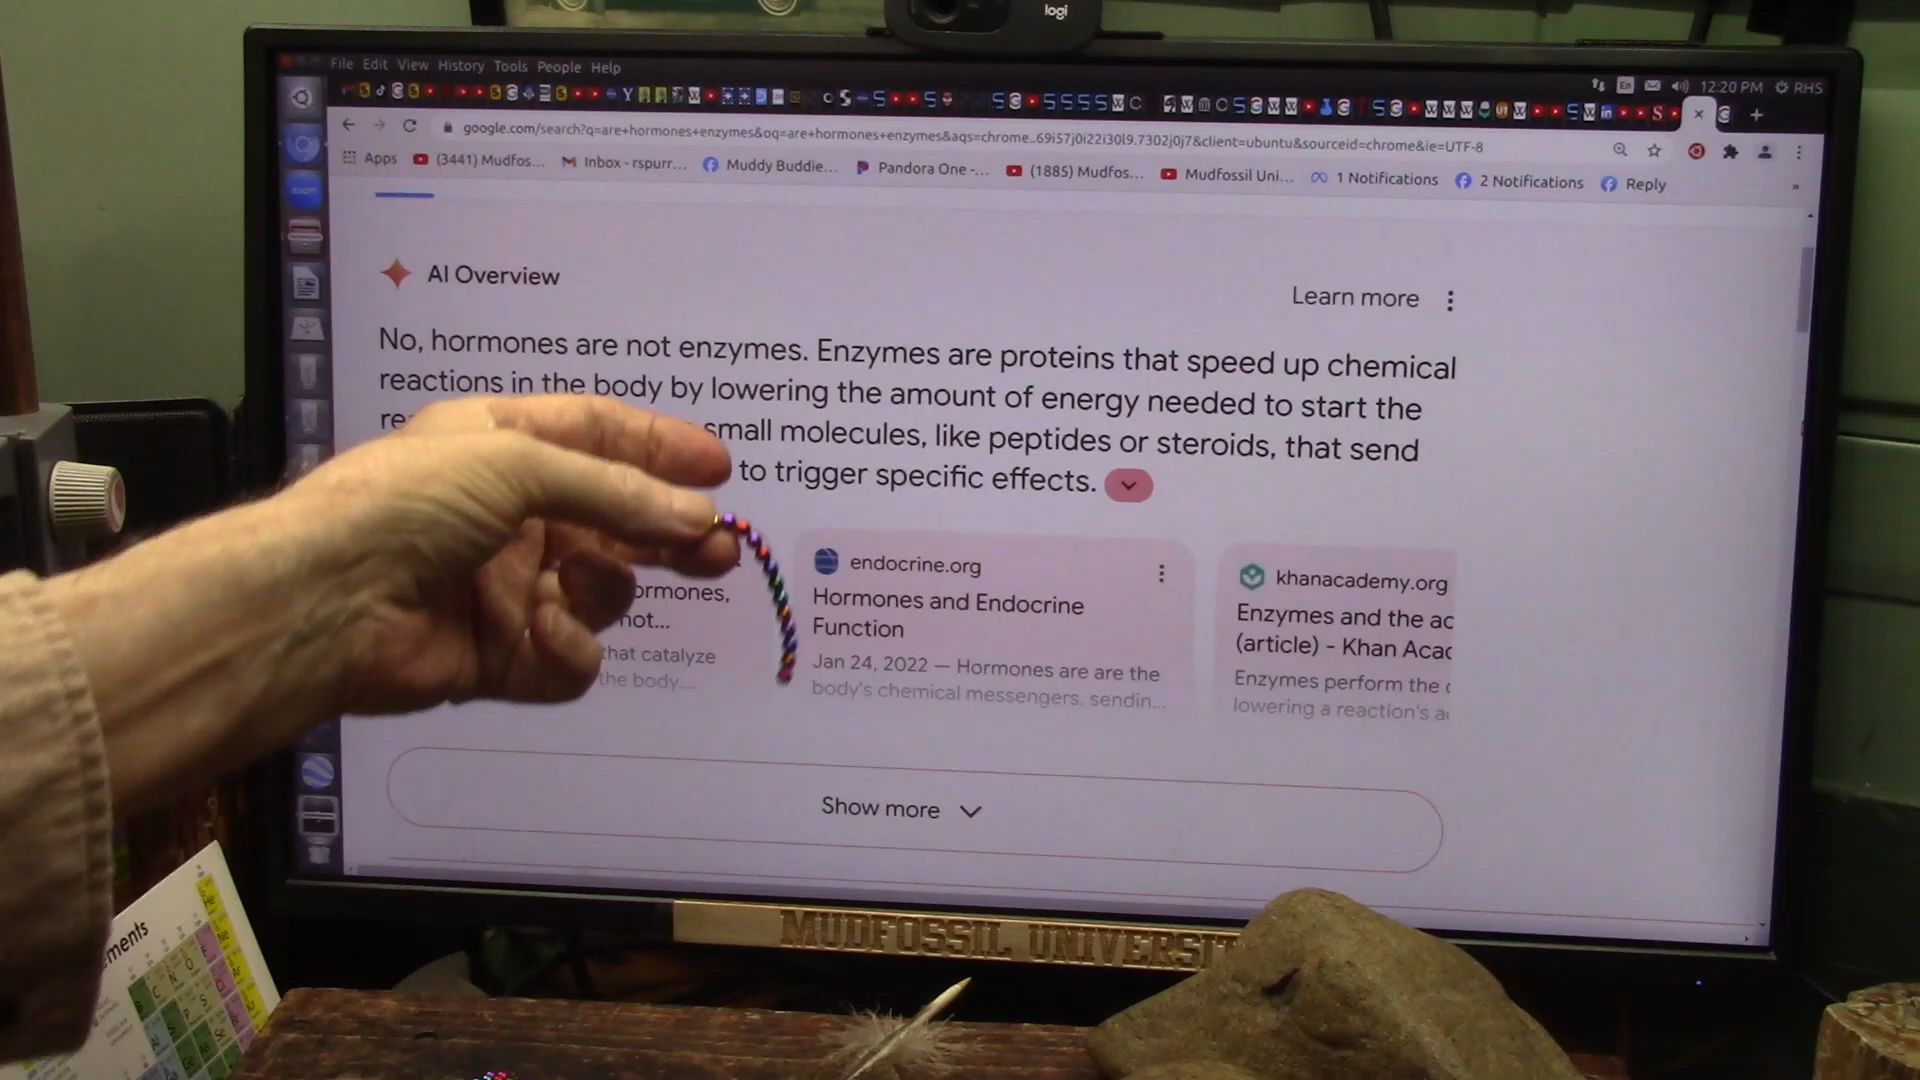 logi
File Edit View History Tools People Help
12:20 PM RHS
google.com/search?q=are+hormones+enzymes&oq=are+hormones+enzymes&aqs=chrome..69i57j0i22i30l9.7302j0j7&client=ubuntu&sourceid=chrome&ie=UTF-8
Apps (3441) Mudfos... Inbox - rspurr... Muddy Buddie... Pandora One -... (1885) Mudfos... Mudfossil Uni... 1 Notifications 2 Notifications Reply »
zoom
AI Overview
Learn more
No, hormones are not enzymes. Enzymes are proteins that speed up chemical
reactions in the body by lowering the amount of energy needed to start the
small molecules, like peptides or steroids, that send
to trigger specific effects.
ormones,
not...
that catalyze
the body....
endocrine.org
Hormones and Endocrine
Function
Jan 24, 2022 — Hormones are are the
body's chemical messengers, sendin...
khanacademy.org
Enzymes and the ac
(article) - Khan Acad
Enzymes perform the
lowering a reaction's
Show more
MUDFOSSIL UNIVERSIT
ements